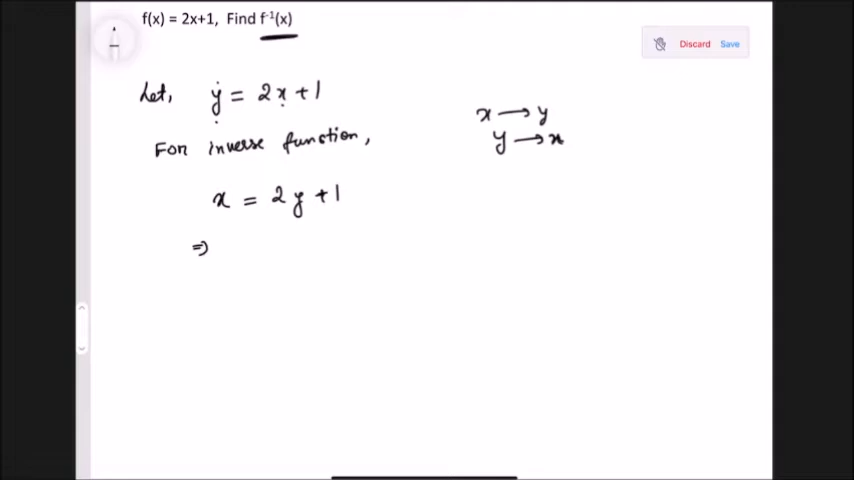 f(x) = 2x+1, Find f⁻¹(x)
Discard Save
Let, y = 2x + 1
x → y
y → x
For inverse function,
x = 2y + 1
⇒